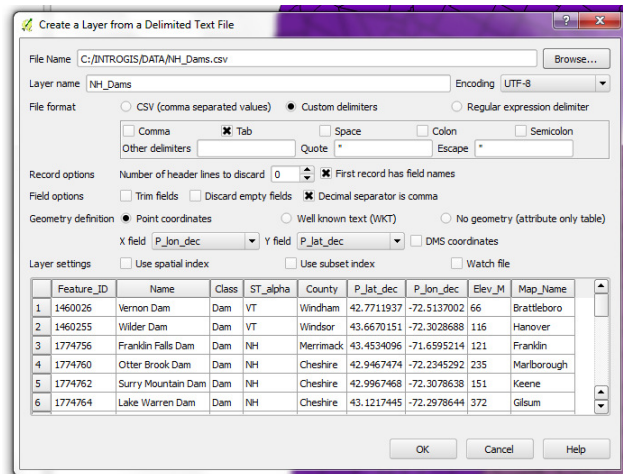 Create a Layer from a Delimited Text File
File Name C:/INTROGIS/DATA/NH_Dams.csv Browse...
Layer name NH_Dams Encoding UTF-8
File format CSV (comma separated values) Custom delimiters Regular expression delimiter
Comma Tab Space Colon Semicolon
Other delimiters Quote " Escape "
Record options Number of header lines to discard 0 First record has field names
Field options Trim fields Discard empty fields Decimal separator is comma
Geometry definition Point coordinates Well known text (WKT) No geometry (attribute only table)
X field P_lon_dec Y field P_lat_dec DMS coordinates
Layer settings Use spatial index Use subset index Watch file
Feature_ID Name Class ST_alpha County P_lat_dec P_lon_dec Elev_M Map_Name
1 1460026 Vernon Dam Dam VT Windham 42.7711937 -72.5137002 66 Brattleboro
2 1460255 Wilder Dam Dam VT Windsor 43.6670151 -72.3028688 116 Hanover
3 1774756 Franklin Falls Dam Dam NH Merrimack 43.4534096 -71.6595214 121 Franklin
4 1774760 Otter Brook Dam Dam NH Cheshire 42.9467474 -72.2345292 235 Marlborough
5 1774762 Surry Mountain Dam Dam NH Cheshire 42.9967468 -72.3078638 151 Keene
6 1774764 Lake Warren Dam Dam NH Cheshire 43.1217445 -72.2978644 372 Gilsum
OK Cancel Help